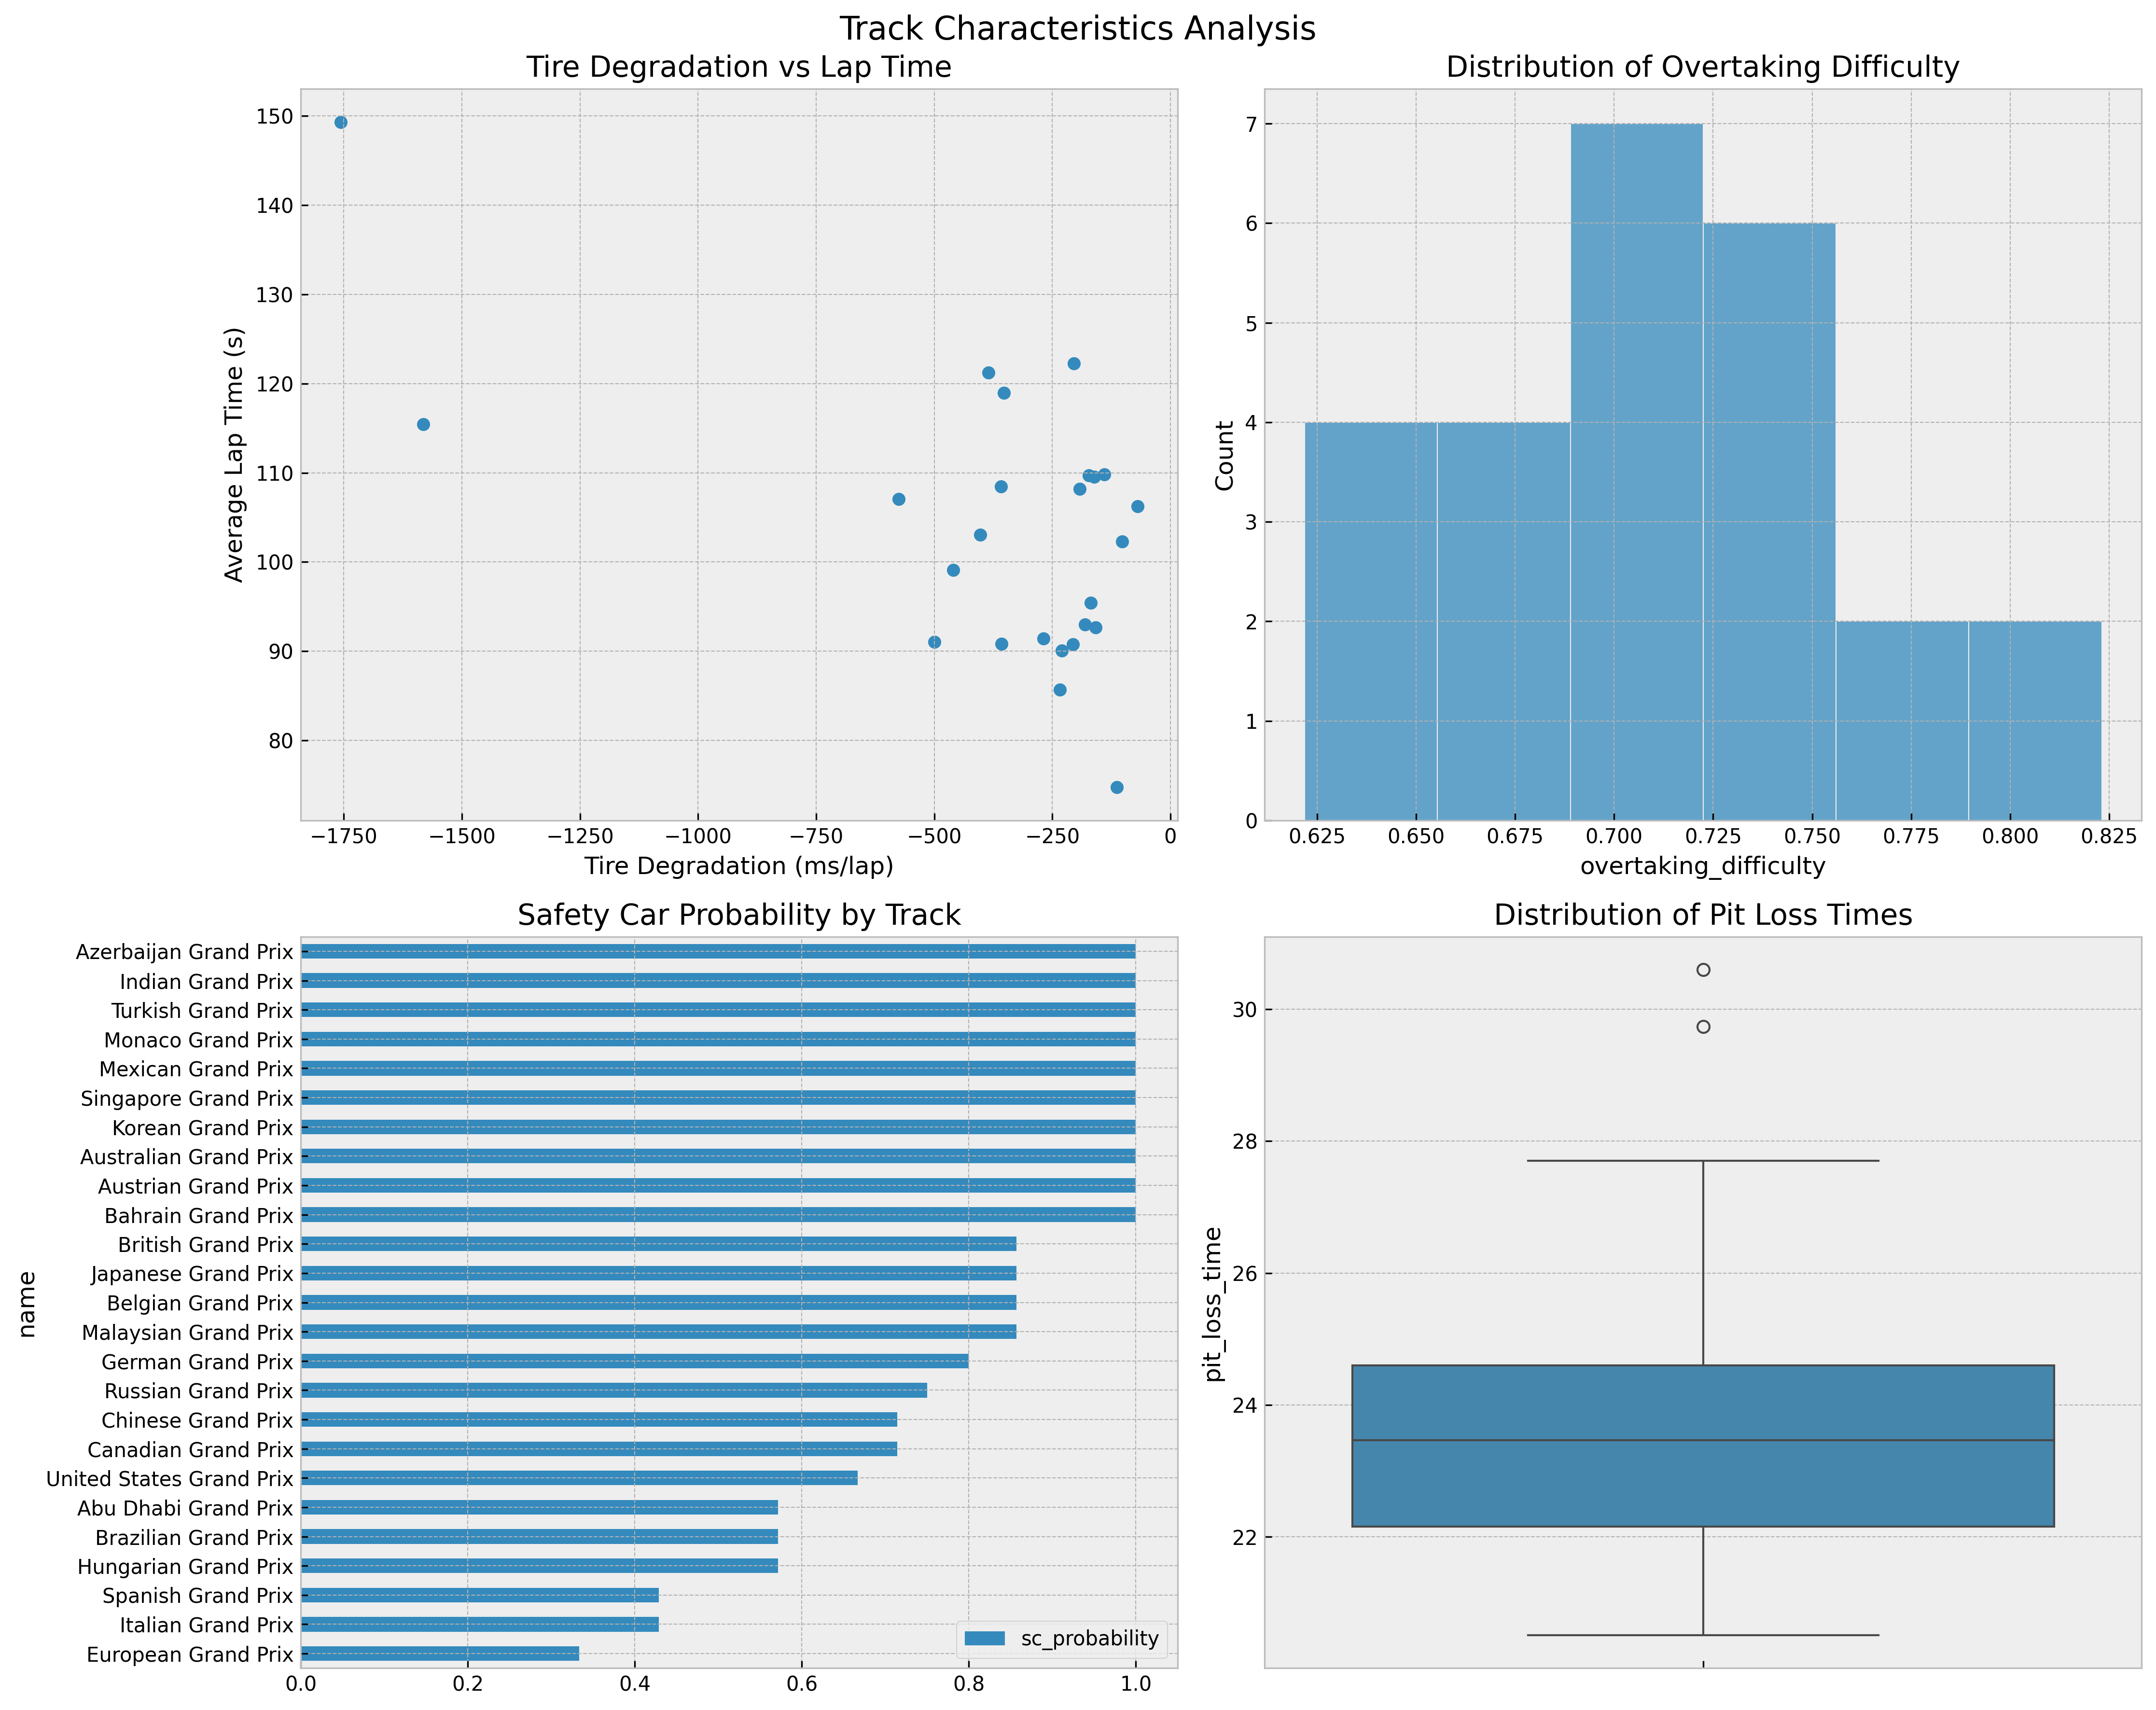 Track Characteristics Analysis
Tire Degradation vs Lap Time
150
140
130
120
110
100
90
80
Average Lap Time (s)
−1750 −1500 −1250 −1000 −750 −500 −250 0
Tire Degradation (ms/lap)
Distribution of Overtaking Difficulty
7
6
5
4
3
2
1
0
Count
0.625 0.650 0.675 0.700 0.725 0.750 0.775 0.800 0.825
overtaking_difficulty
Safety Car Probability by Track
name
Azerbaijan Grand Prix
Indian Grand Prix
Turkish Grand Prix
Monaco Grand Prix
Mexican Grand Prix
Singapore Grand Prix
Korean Grand Prix
Australian Grand Prix
Austrian Grand Prix
Bahrain Grand Prix
British Grand Prix
Japanese Grand Prix
Belgian Grand Prix
Malaysian Grand Prix
German Grand Prix
Russian Grand Prix
Chinese Grand Prix
Canadian Grand Prix
United States Grand Prix
Abu Dhabi Grand Prix
Brazilian Grand Prix
Hungarian Grand Prix
Spanish Grand Prix
Italian Grand Prix
European Grand Prix
sc_probability
0.0 0.2 0.4 0.6 0.8 1.0
Distribution of Pit Loss Times
30
28
26
24
22
pit_loss_time